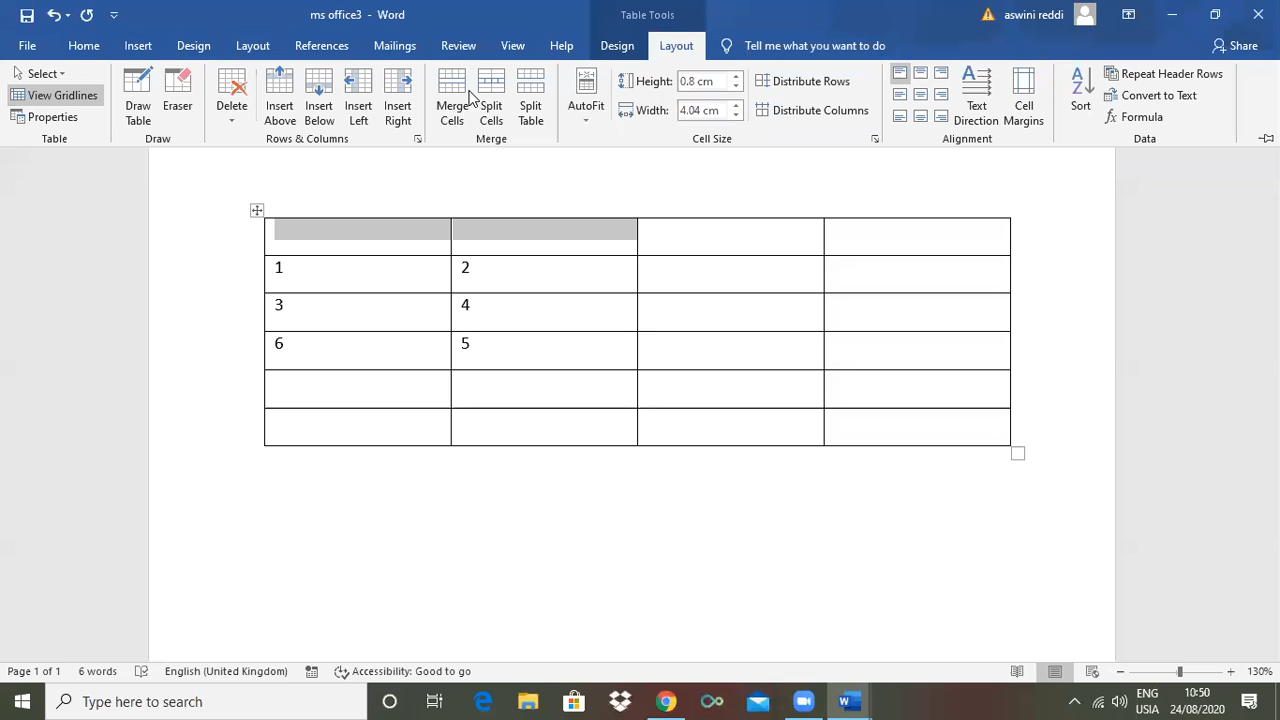 ms office3 - Word
Table Tools
aswini reddi
File Home Insert Design Layout References Mailings Review View Help Design Layout Tell me what you want to do Share
Select
View Gridlines
Properties
Table
Draw Table
Eraser
Draw
Delete
Insert Above
Insert Below
Insert Left
Insert Right
Rows & Columns
Merge Cells
Split Cells
Split Table
Merge
AutoFit
Height: 0.8 cm
Width: 4.04 cm
Distribute Rows
Distribute Columns
Cell Size
Text Direction
Cell Margins
Alignment
Sort
Repeat Header Rows
Convert to Text
Formula
Data
1 2
3 4
6 5
Page 1 of 1 6 words English (United Kingdom) Accessibility: Good to go 130%
Type here to search
ENG
USIA
10:50
24/08/2020